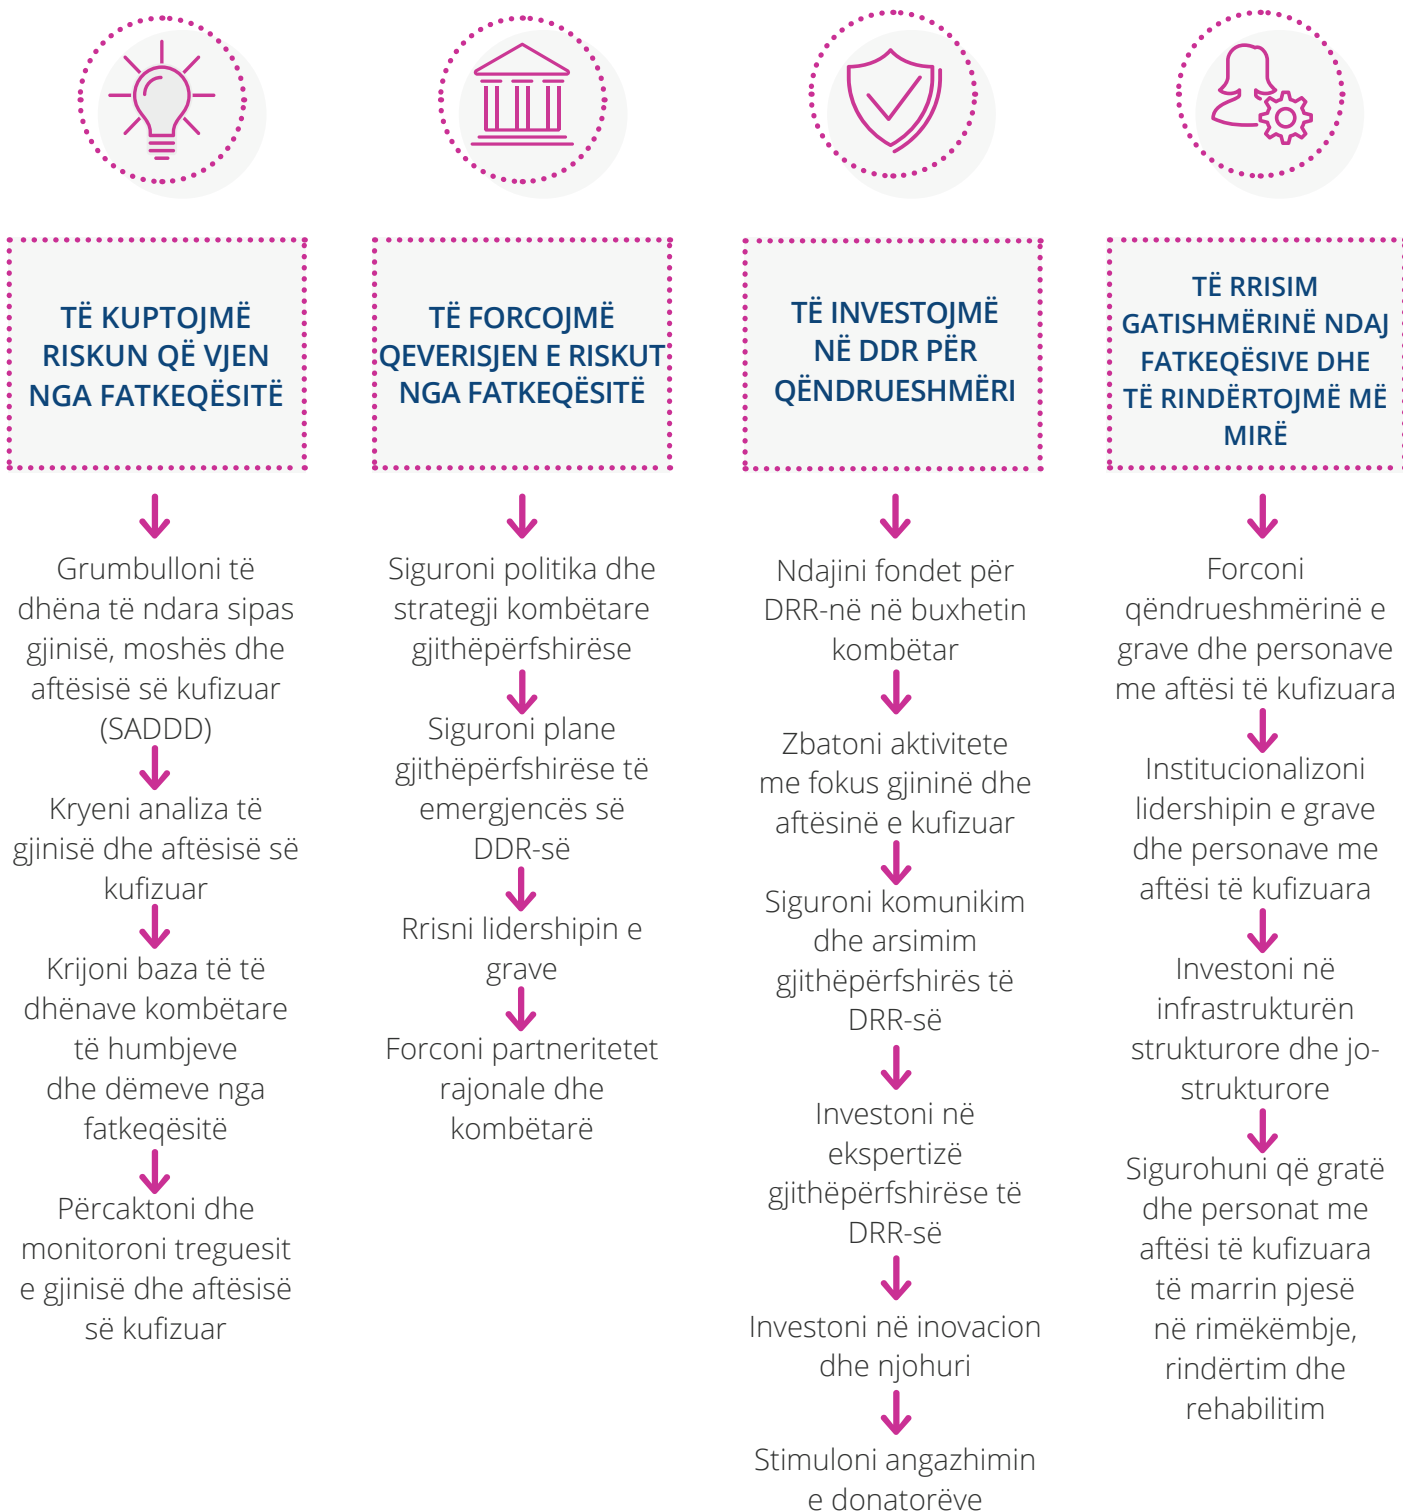 TË KUPTOJMË
RISKUN QË VJEN
NGA FATKEQËSITË
Grumbulloni të
dhëna të ndara sipas
gjinisë, moshës dhe
aftësisë së kufizuar
(SADDD)
Kryeni analiza të
gjinisë dhe aftësisë së
kufizuar
Krijoni baza të të
dhënave kombëtare
të humbjeve
dhe dëmeve nga
fatkeqësitë
Përcaktoni dhe
monitoroni treguesit
e gjinisë dhe aftësisë
së kufizuar
TË FORCOJMË
QEVERISJEN E RISKUT
NGA FATKEQËSITË
Siguroni politika dhe
strategji kombëtare
gjithëpërfshirëse
Siguroni plane
gjithëpërfshirëse të
emergjencës së
DDR-së
Rrisni lidershipin e
grave
Forconi partneritetet
rajonale dhe
kombëtarë
TË INVESTOJMË
NË DDR PËR
QËNDRUESHMËRI
Ndajini fondet për
DRR-në në buxhetin
kombëtar
Zbatoni aktivitete
me fokus gjininë dhe
aftësinë e kufizuar
Siguroni komunikim
dhe arsimim
gjithëpërfshirës të
DRR-së
Investoni në
ekspertizë
gjithëpërfshirëse të
DRR-së
Investoni në inovacion
dhe njohuri
Stimuloni angazhimin
e donatorëve
TË RRISIM
GATISHMËRINË NDAJ
FATKEQËSIVE DHE
TË RINDËRTOJMË MË
MIRË
Forconi
qëndrueshmërinë e
grave dhe personave
me aftësi të kufizuara
Institucionalizoni
lidershipin e grave
dhe personave me
aftësi të kufizuara
Investoni në
infrastrukturën
strukturore dhe jo-
strukturore
Sigurohuni që gratë
dhe personat me
aftësi të kufizuara
të marrin pjesë
në rimëkëmbje,
rindërtim dhe
rehabilitim